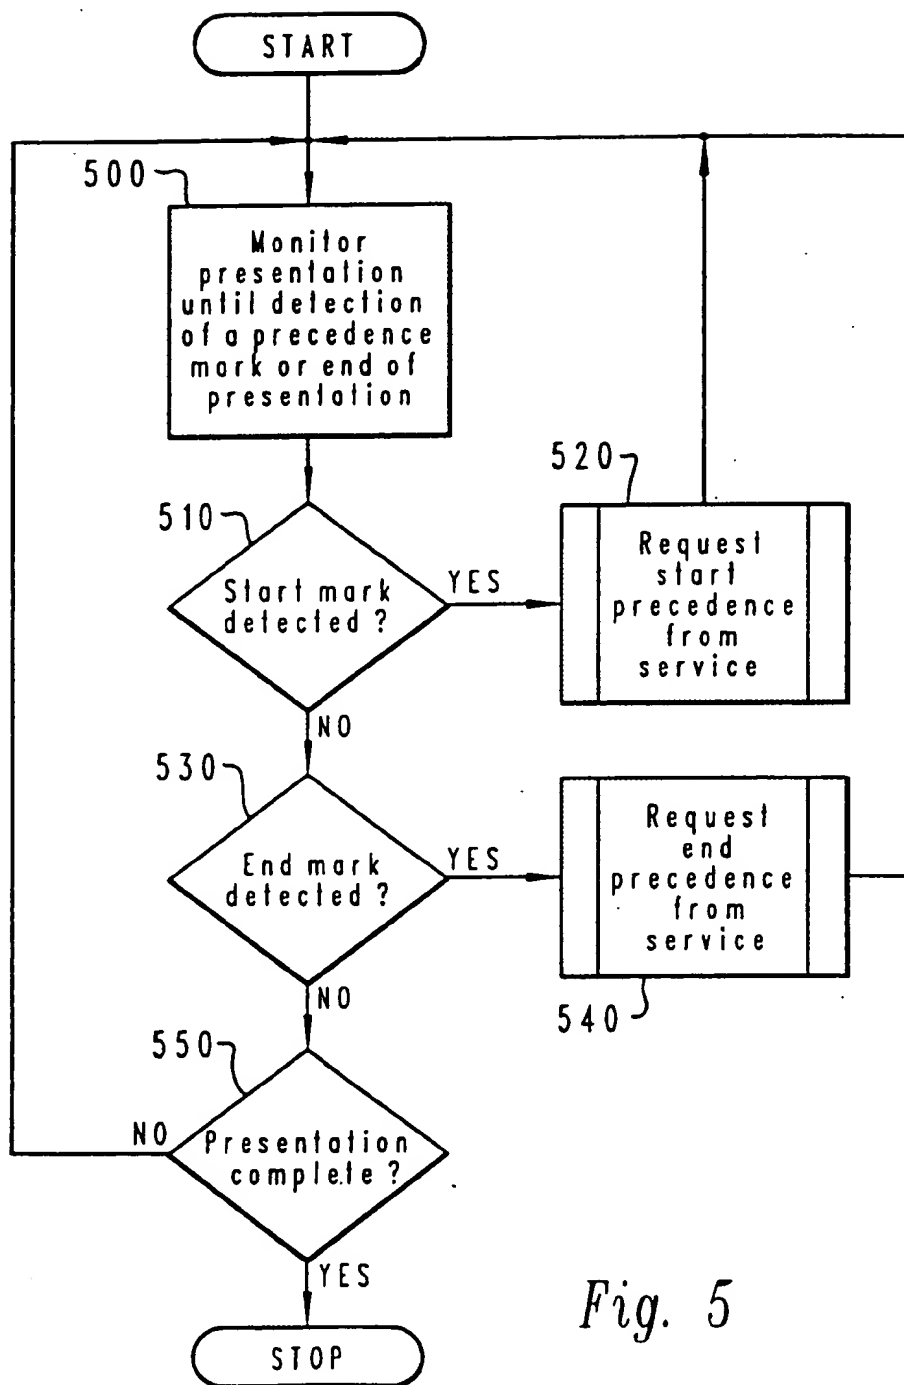 START
500
Monitor
presentation
until detection
of a precedence
mark or end of
presentation
510
Start mark
detected?
YES
520
Request
start
precedence
from
service
NO
530
End mark
detected?
YES
Request
end
precedence
from
service
540
NO
550
NO
Presentation
complete?
YES
STOP
Fig. 5